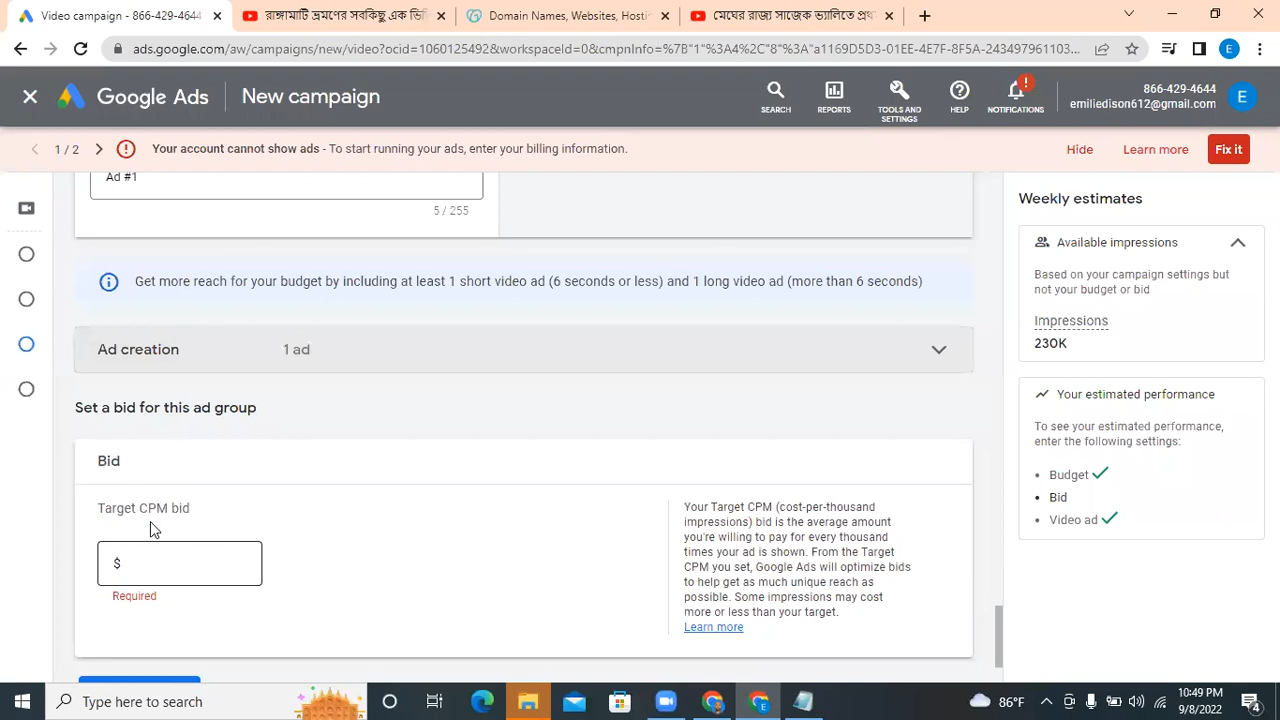 Video campaign - 866-429-4644
রাঙ্গামাটি ভ্রমণের সবকিছু এক ভিডি
Domain Names, Websites, Hosti
মেঘের রাজ্য সাজেক ভ্যালিতে প্রথ
ads.google.com/aw/campaigns/new/video?ocid=1060125492&workspaceId=0&cmpnInfo=%7B"1"%3A4%2C"8"%3A"a1169D5D3-01EE-4E7F-8F5A-243497961103...
E
Google Ads
New campaign
SEARCH
REPORTS
TOOLS AND SETTINGS
HELP
NOTIFICATIONS
866-429-4644
emiliedison612@gmail.com
E
1 / 2
Your account cannot show ads - To start running your ads, enter your billing information.
Hide
Learn more
Fix it
Ad #1
5 / 255
Get more reach for your budget by including at least 1 short video ad (6 seconds or less) and 1 long video ad (more than 6 seconds)
Ad creation
1 ad
Set a bid for this ad group
Bid
Target CPM bid
$
Required
Your Target CPM (cost-per-thousand
impressions) bid is the average amount
you're willing to pay for every thousand
times your ad is shown. From the Target
CPM you set, Google Ads will optimize bids
to help get as much unique reach as
possible. Some impressions may cost
more or less than your target.
Learn more
Weekly estimates
Available impressions
Based on your campaign settings but
not your budget or bid
Impressions
230K
Your estimated performance
To see your estimated performance,
enter the following settings:
Budget
Bid
Video ad
Type here to search
86°F
10:49 PM
9/8/2022
4